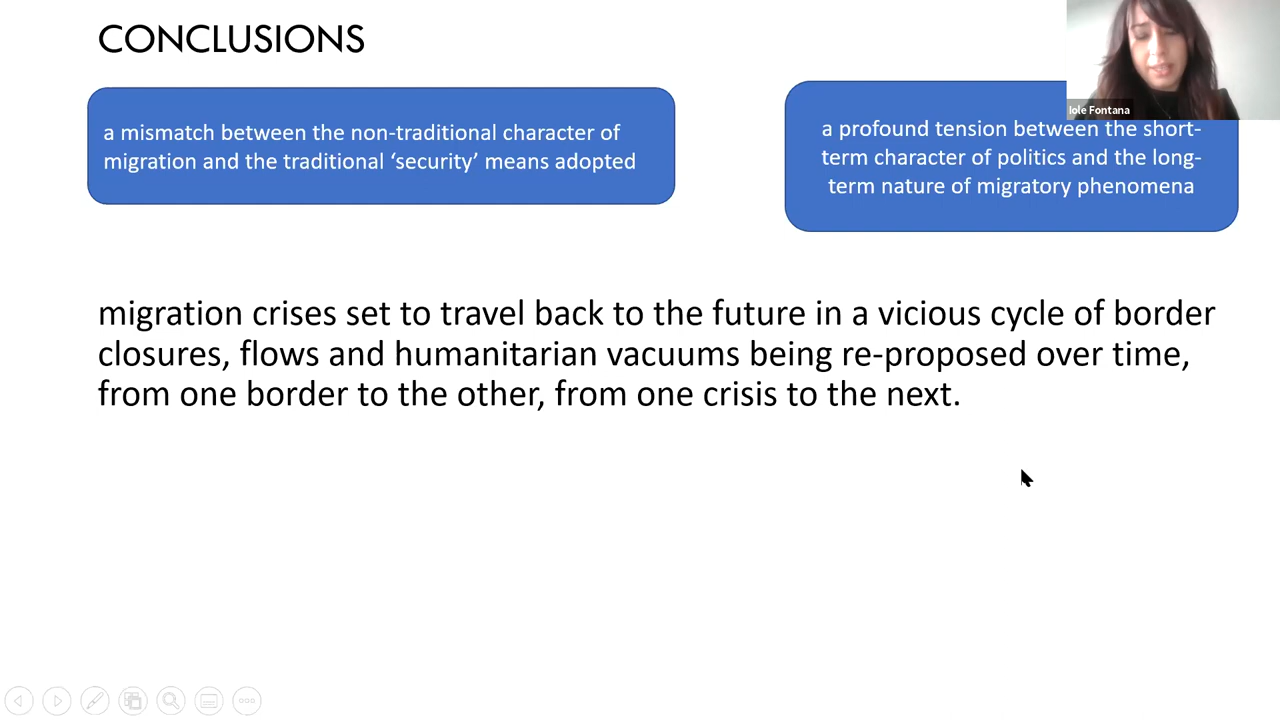 CONCLUSIONS
a mismatch between the non-traditional character of
migration and the traditional ‘security’ means adopted
Iole Fontana
a profound tension between the short-
term character of politics and the long-
term nature of migratory phenomena
migration crises set to travel back to the future in a vicious cycle of border
closures, flows and humanitarian vacuums being re-proposed over time,
from one border to the other, from one crisis to the next.